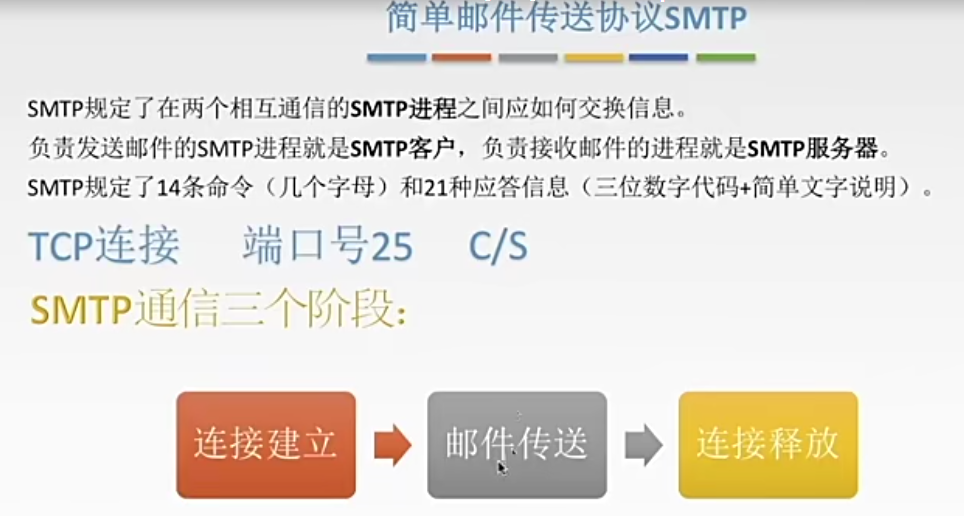 简单邮件传送协议SMTP
SMTP规定了在两个相互通信的SMTP进程之间应如何交换信息。
负责发送邮件的SMTP进程就是SMTP客户，负责接收邮件的进程就是SMTP服务器。
SMTP规定了14条命令（几个字母）和21种应答信息（三位数字代码+简单文字说明）。
TCP连接 端口号25 C/S
SMTP通信三个阶段:
连接建立 邮件传送 连接释放